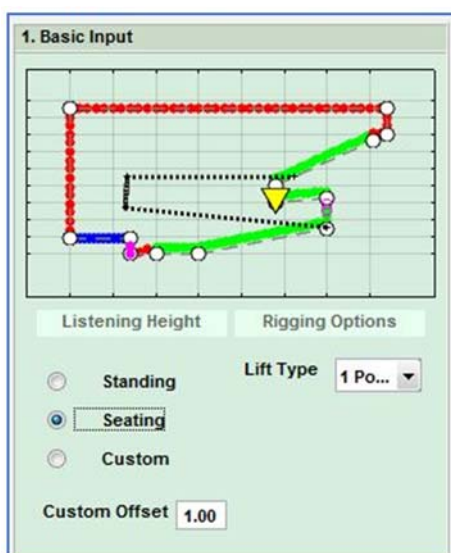 1. Basic Input
Listening Height
Rigging Options
Standing
Lift Type
1 Po...
Seating
Custom
Custom Offset
1.00